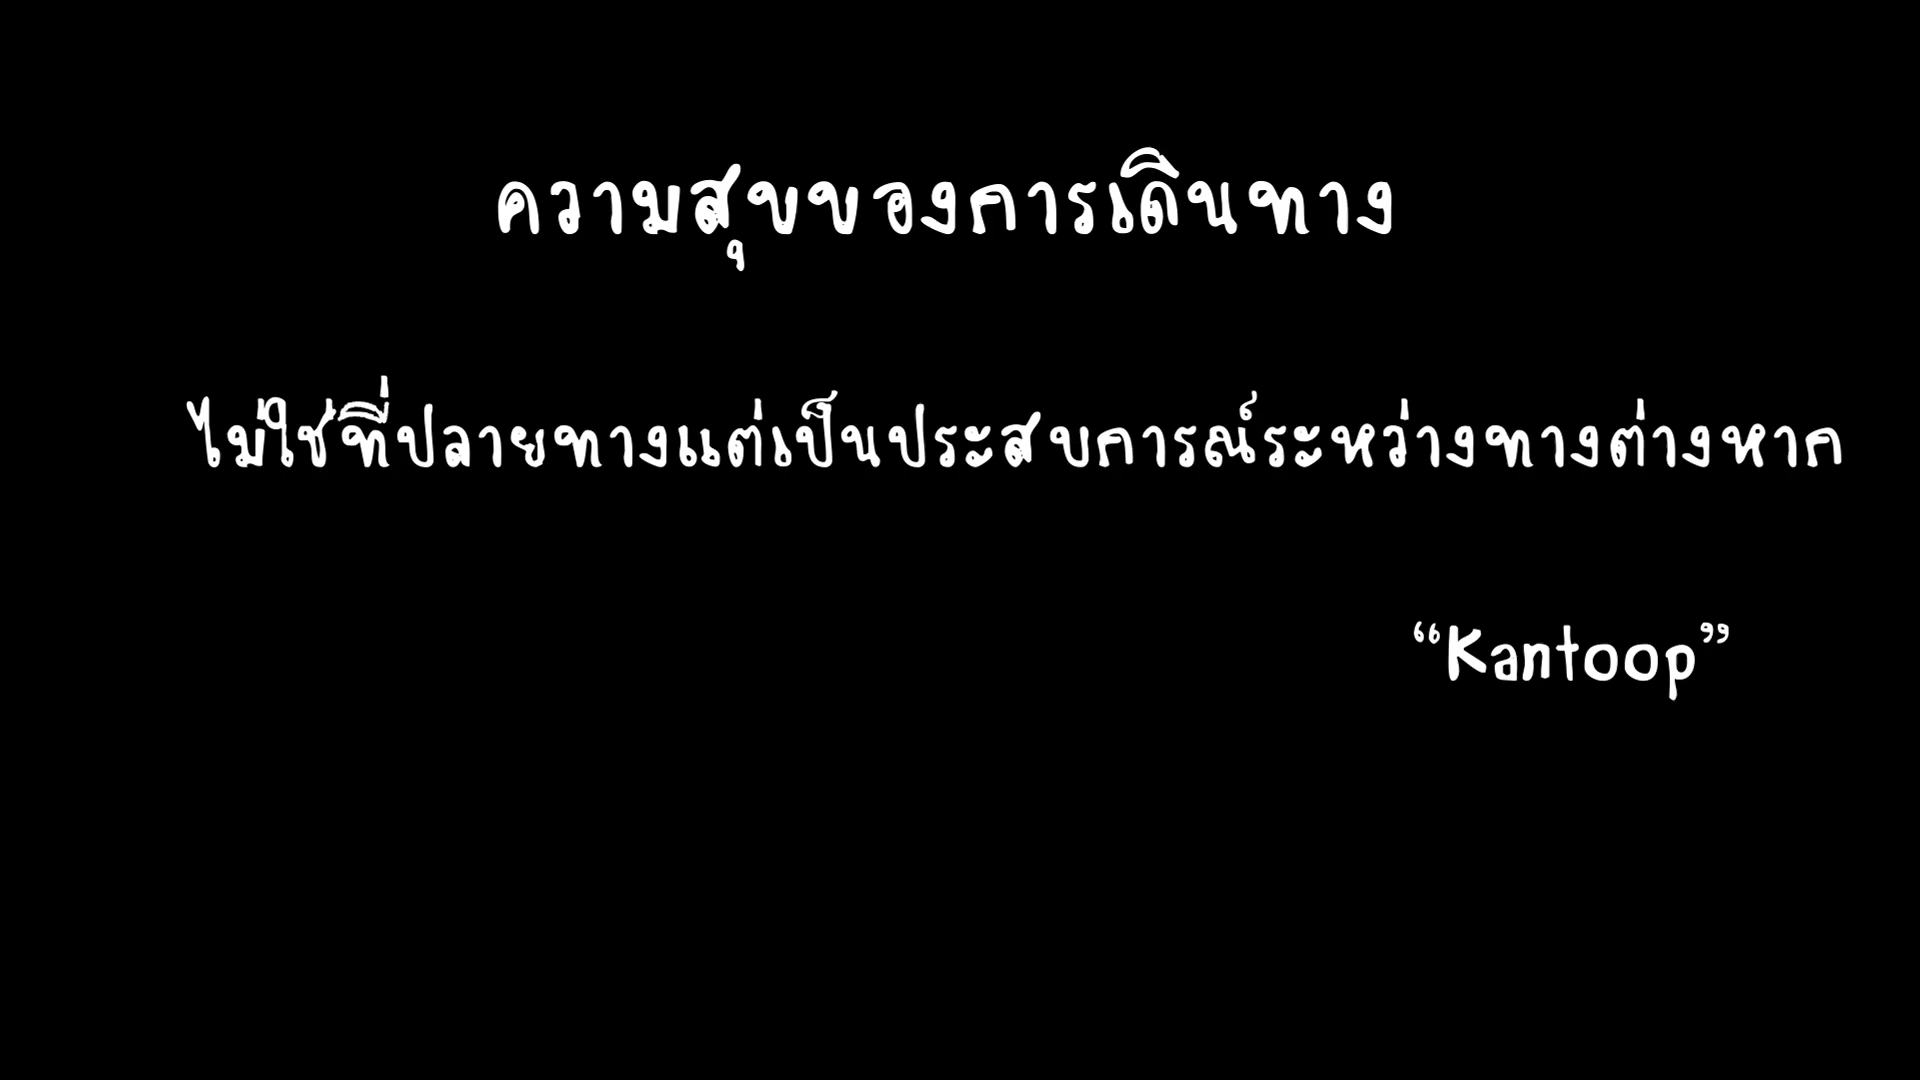 ความสุขของการเดินทาง
ไม่ใช่ที่ปลายทางแต่เป็นประสบการณ์ระหว่างทางต่างหาก
“Kantoop”